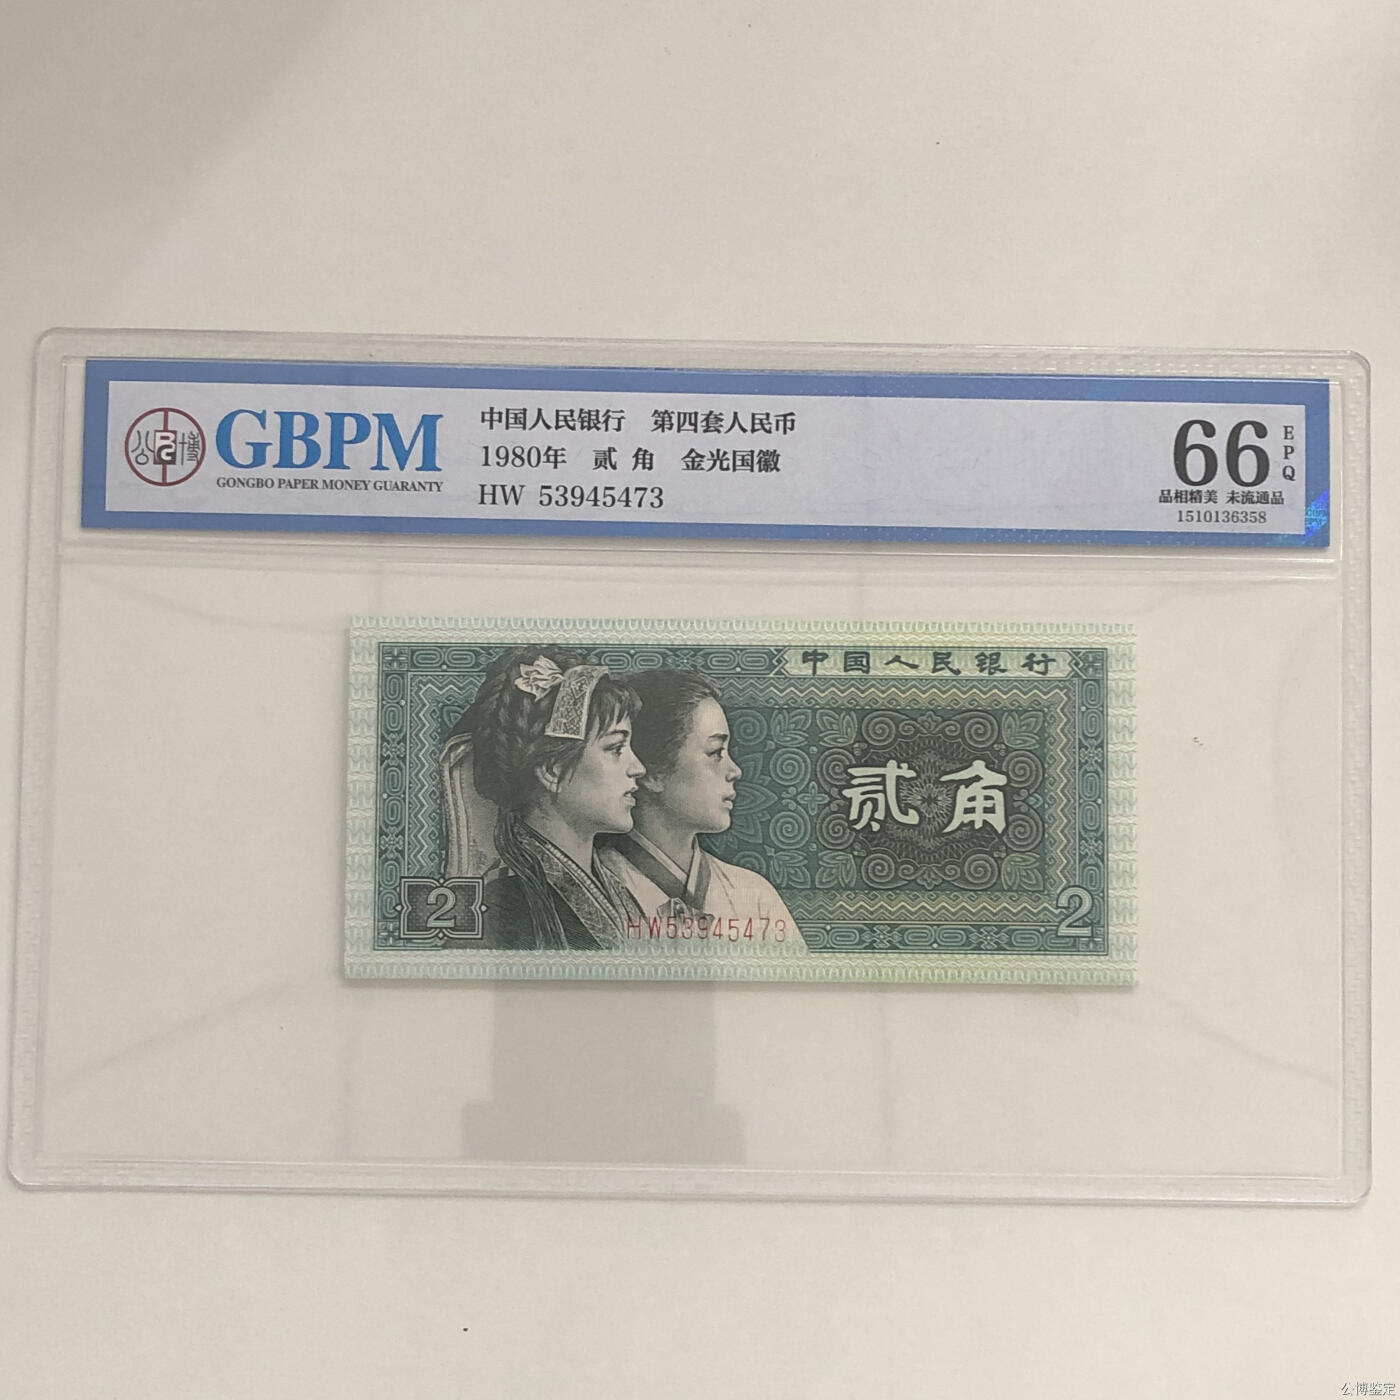 公博
GBPM
GONGBO PAPER MONEY GUARANTY
中国人民银行 第四套人民币
1980年 贰 角 金光国徽
HW 53945473
66
EPQ
品相精美 未流通品
1510136358
中国人民银行
贰角
2
HW53945473
2
公博鉴定